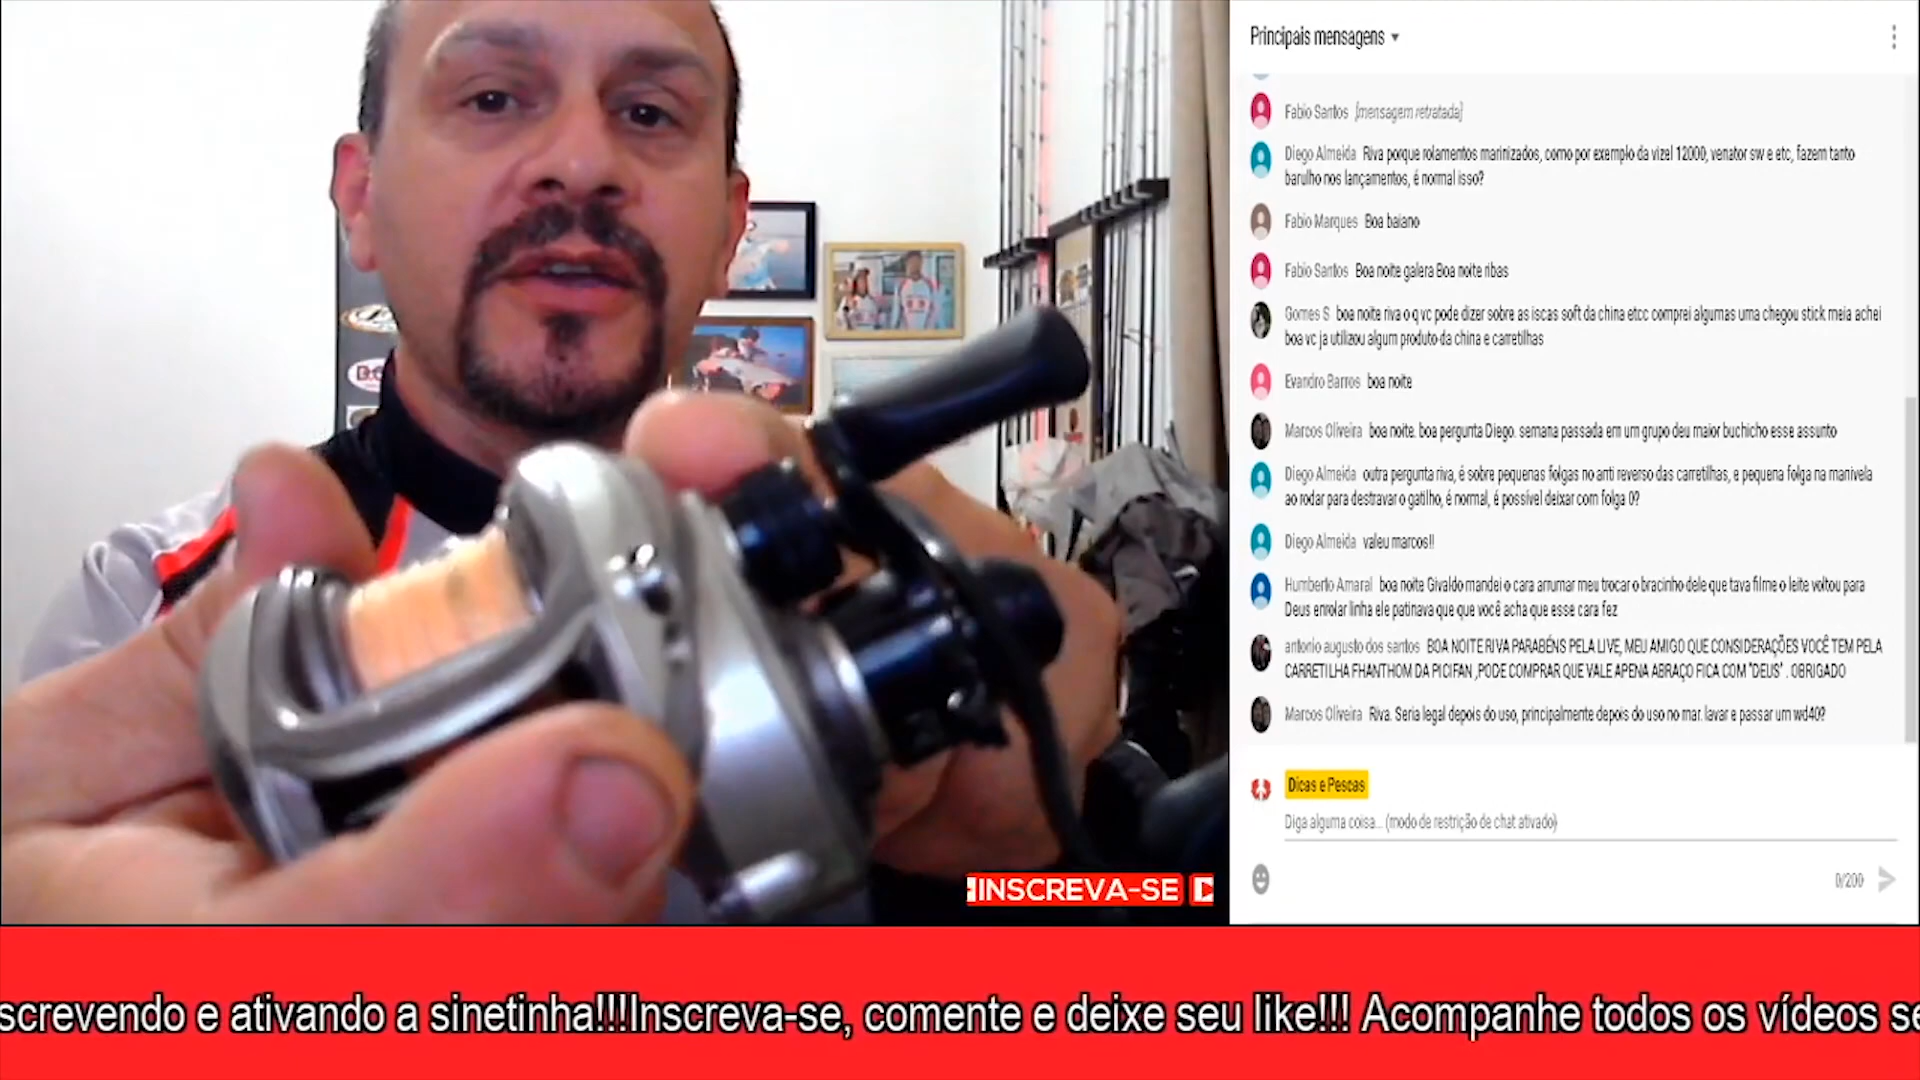 Principais mensagens
Fabio Santos [mensagem retratada]
Diego Almeida Riva porque rolamentos marinizados, como por exemplo da vizel 12000, venator sw e etc, fazem tanto
barulho nos lançamentos, é normal isso?
Fabio Marques Boa baiano
Fabio Santos Boa noite galera Boa noite ribas
Gomes S boa noite riva o q vc pode dizer sobre as iscas soft da china etcc comprei algumas uma chegou stick meia achei
boa vc ja utilizou algum produto da china e carretilhas
Evandro Barros boa noite
Marcos Oliveira boa noite. boa pergunta Diego. semana passada em um grupo deu maior buchicho esse assunto
Diego Almeida outra pergunta riva, é sobre pequenas folgas no anti reverso das carretilhas, e pequena folga na manivela
ao rodar para destravar o gatilho, é normal, é possível deixar com folga 0?
Diego Almeida valeu marcos!!
Humberto Amaral boa noite Givaldo mandei o cara arrumar meu trocar o bracinho dele que tava filme o leite voltou para
Deus enrolar linha ele patinava que que você acha que esse cara fez
antonio augusto dos santos BOA NOITE RIVA PARABÉNS PELA LIVE, MEU AMIGO QUE CONSIDERAÇÕES VOCÊ TEM PELA
CARRETILHA FHANTHOM DA PICIFAN ,PODE COMPRAR QUE VALE APENA ABRAÇO FICA COM "DEUS" . OBRIGADO
Marcos Oliveira Riva. Seria legal depois do uso, principalmente depois do uso no mar. lavar e passar um wd40?
Dicas e Pescas
Diga alguma coisa... (modo de restrição de chat ativado)
0/200
INSCREVA-SE
screvendo e ativando a sinetinha!!!Inscreva-se, comente e deixe seu like!!! Acompanhe todos os vídeos se